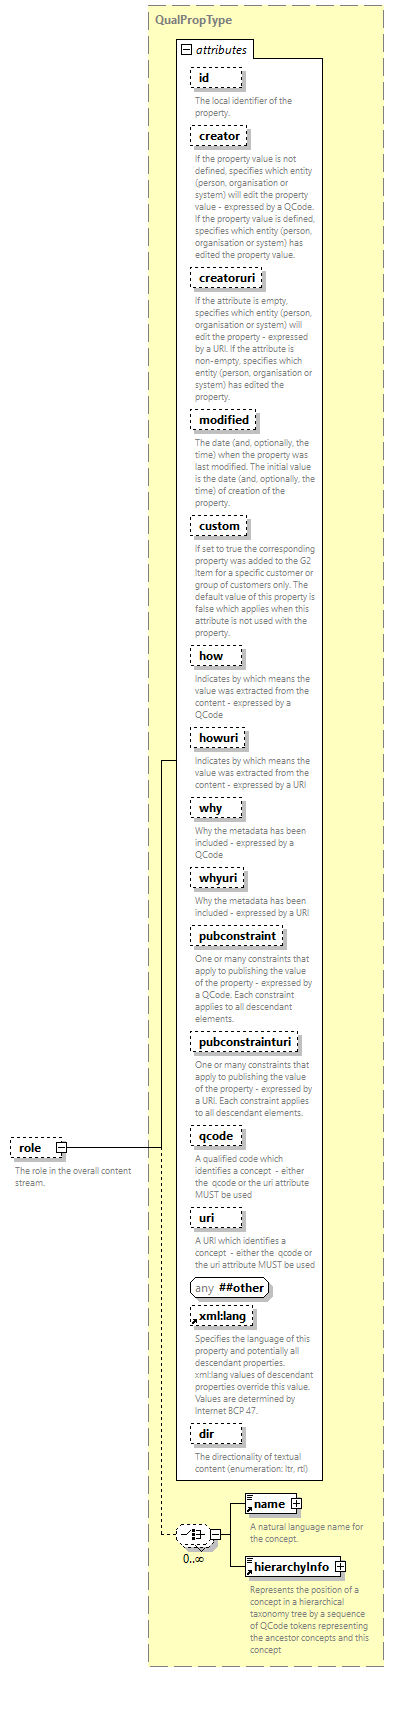 QualPropType
attributes
id
The local identifier of the
property.
creator
If the property value is not
defined, specifies which entity
(person, organisation or
system) will edit the property
value - expressed by a QCode.
If the property value is defined,
specifies which entity (person,
organisation or system) has
edited the property value.
creatoruri
If the attribute is empty,
specifies which entity (person,
organisation or system) will
edit the property - expressed
by a URI. If the attribute is
non-empty, specifies which
entity (person, organisation or
system) has edited the
property.
modified
The date (and, optionally, the
time) when the property was
last modified. The initial value
is the date (and, optionally, the
time) of creation of the
property.
custom
If set to true the corresponding
property was added to the G2
Item for a specific customer or
group of customers only. The
default value of this property is
false which applies when this
attribute is not used with the
property.
how
Indicates by which means the
value was extracted from the
content - expressed by a
QCode
howuri
Indicates by which means the
value was extracted from the
content - expressed by a URI
why
Why the metadata has been
included - expressed by a
QCode
whyuri
Why the metadata has been
included - expressed by a URI
pubconstraint
One or many constraints that
apply to publishing the value
of the property - expressed by
a QCode. Each constraint
applies to all descendant
elements.
pubconstrainturi
One or many constraints that
apply to publishing the value
of the property - expressed by
a URI. Each constraint applies
to all descendant elements.
role
The role in the overall content
stream.
qcode
A qualified code which
identifies a concept - either
the qcode or the uri attribute
MUST be used
uri
A URI which identifies a
concept - either the qcode or
the uri attribute MUST be used
any ##other
xml:lang
Specifies the language of this
property and potentially all
descendant properties.
xml:lang values of descendant
properties override this value.
Values are determined by
Internet BCP 47.
dir
The directionality of textual
content (enumeration: ltr, rtl)
0..∞
name
A natural language name for
the concept.
hierarchyInfo
Represents the position of a
concept in a hierarchical
taxonomy tree by a sequence
of QCode tokens representing
the ancestor concepts and this
concept